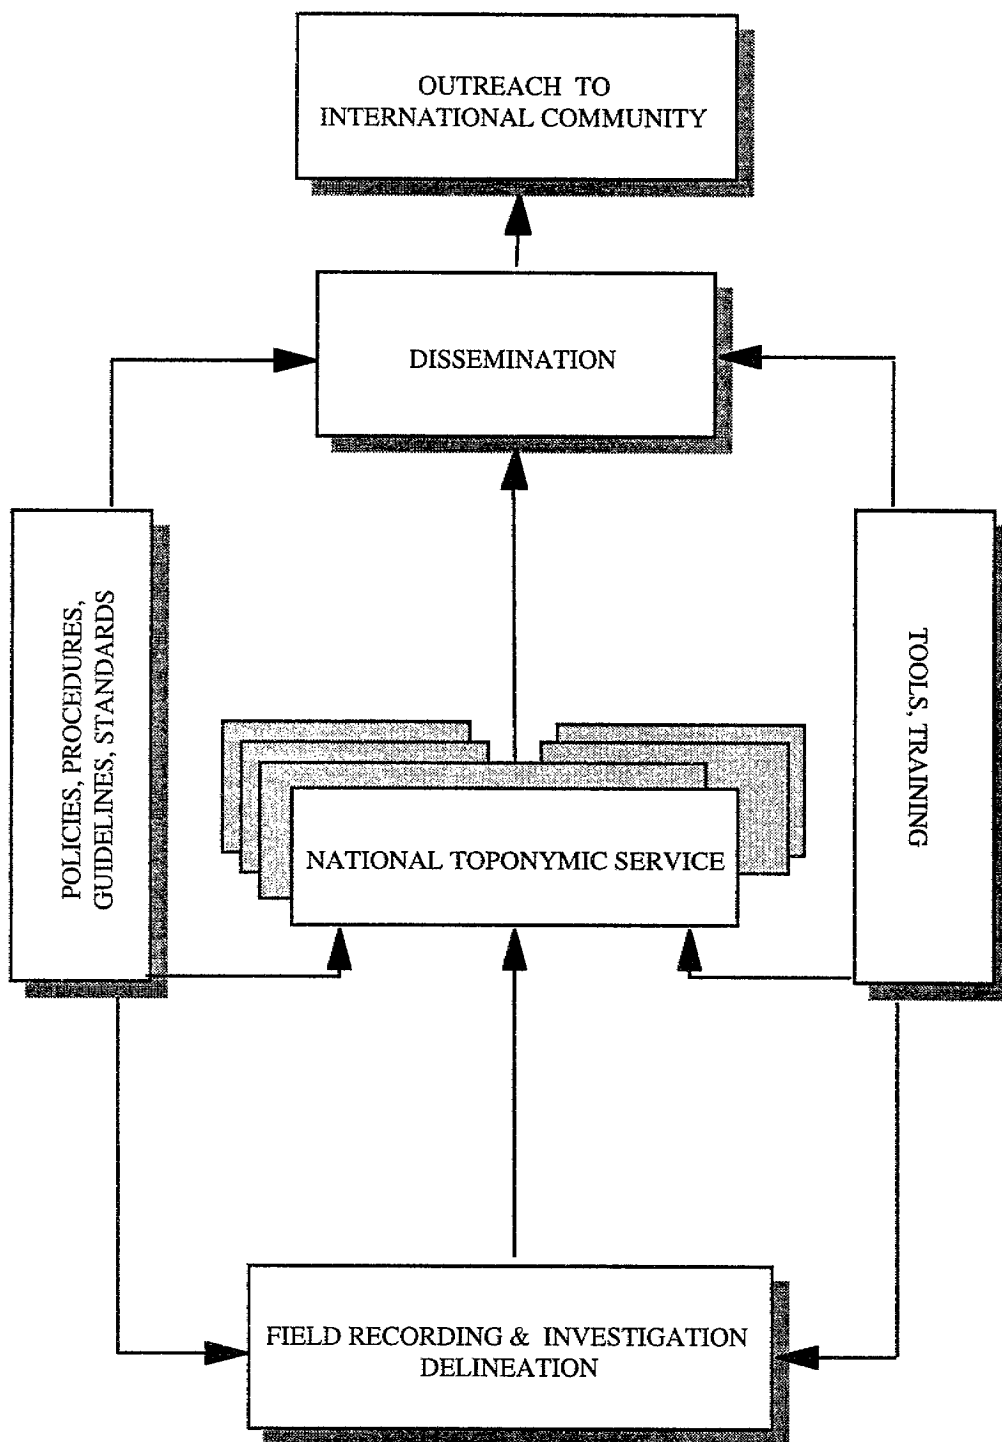 OUTREACH TO
INTERNATIONAL COMMUNITY
DISSEMINATION
POLICIES, PROCEDURES,
GUIDELINES, STANDARDS
TOOLS, TRAINING
NATIONAL TOPONYMIC SERVICE
FIELD RECORDING & INVESTIGATION
DELINEATION